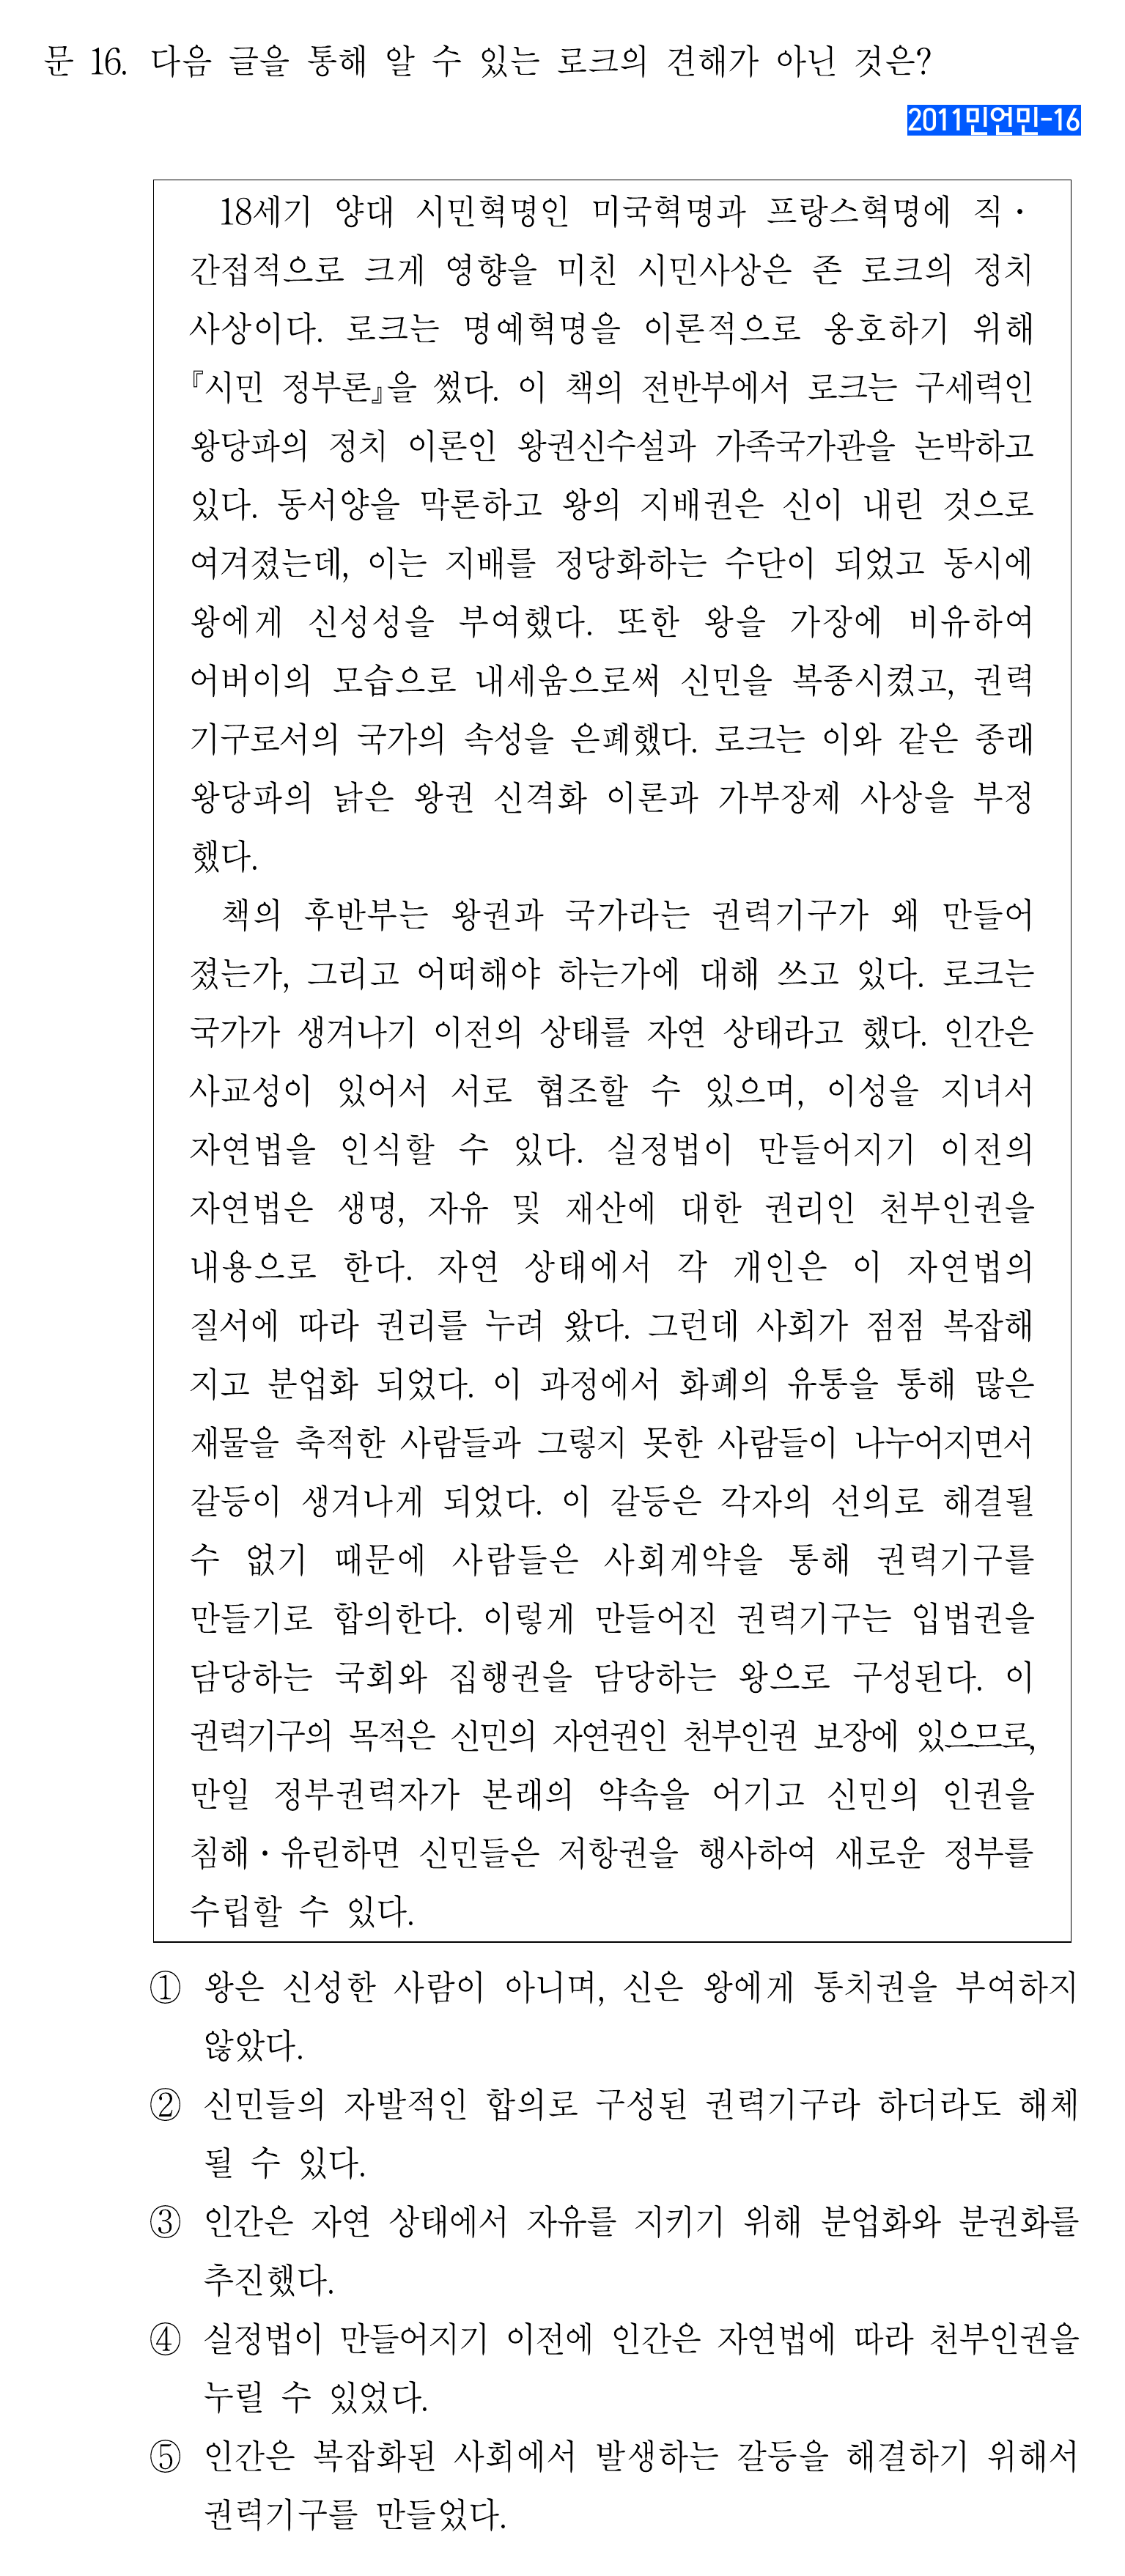 문 16. 다음 글을 통해 알 수 있는 로크의 견해가 아닌 것은?
2011민언민-16
18세기 양대 시민혁명인 미국혁명과 프랑스혁명에 직·
간접적으로 크게 영향을 미친 시민사상은 존 로크의 정치
사상이다. 로크는 명예혁명을 이론적으로 옹호하기 위해
『시민 정부론』을 썼다. 이 책의 전반부에서 로크는 구세력인
왕당파의 정치 이론인 왕권신수설과 가족국가관을 논박하고
있다. 동서양을 막론하고 왕의 지배권은 신이 내린 것으로
여겨졌는데, 이는 지배를 정당화하는 수단이 되었고 동시에
왕에게 신성성을 부여했다. 또한 왕을 가장에 비유하여
어버이의 모습으로 내세움으로써 신민을 복종시켰고, 권력
기구로서의 국가의 속성을 은폐했다. 로크는 이와 같은 종래
왕당파의 낡은 왕권 신격화 이론과 가부장제 사상을 부정
했다.
책의 후반부는 왕권과 국가라는 권력기구가 왜 만들어
졌는가, 그리고 어떠해야 하는가에 대해 쓰고 있다. 로크는
국가가 생겨나기 이전의 상태를 자연 상태라고 했다. 인간은
사교성이 있어서 서로 협조할 수 있으며, 이성을 지녀서
자연법을 인식할 수 있다. 실정법이 만들어지기 이전의
자연법은 생명, 자유 및 재산에 대한 권리인 천부인권을
내용으로 한다. 자연 상태에서 각 개인은 이 자연법의
질서에 따라 권리를 누려 왔다. 그런데 사회가 점점 복잡해
지고 분업화 되었다. 이 과정에서 화폐의 유통을 통해 많은
재물을 축적한 사람들과 그렇지 못한 사람들이 나누어지면서
갈등이 생겨나게 되었다. 이 갈등은 각자의 선의로 해결될
수 없기 때문에 사람들은 사회계약을 통해 권력기구를
만들기로 합의한다. 이렇게 만들어진 권력기구는 입법권을
담당하는 국회와 집행권을 담당하는 왕으로 구성된다. 이
권력기구의 목적은 신민의 자연권인 천부인권 보장에 있으므로,
만일 정부권력자가 본래의 약속을 어기고 신민의 인권을
침해·유린하면 신민들은 저항권을 행사하여 새로운 정부를
수립할 수 있다.
① 왕은 신성한 사람이 아니며, 신은 왕에게 통치권을 부여하지
않았다.
② 신민들의 자발적인 합의로 구성된 권력기구라 하더라도 해체
될 수 있다.
③ 인간은 자연 상태에서 자유를 지키기 위해 분업화와 분권화를
추진했다.
④ 실정법이 만들어지기 이전에 인간은 자연법에 따라 천부인권을
누릴 수 있었다.
⑤ 인간은 복잡화된 사회에서 발생하는 갈등을 해결하기 위해서
권력기구를 만들었다.